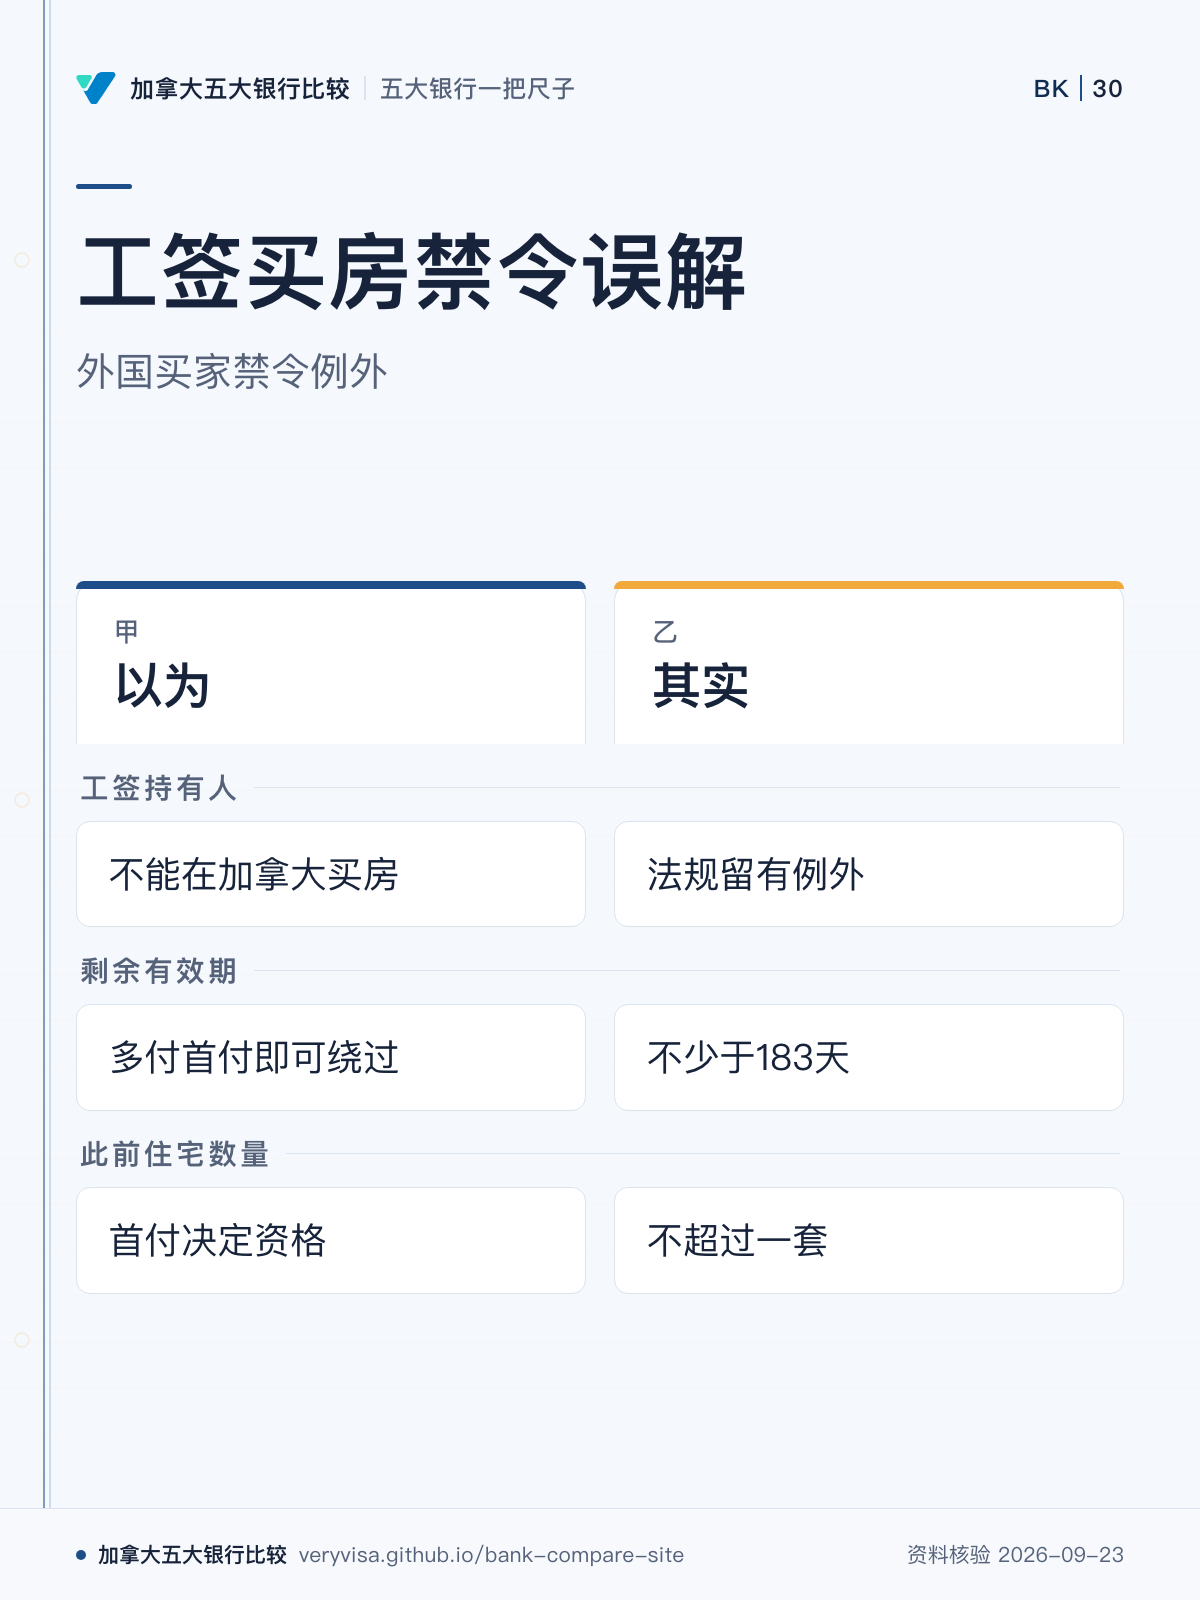 加拿大五大银行比较 五大银行一把尺子 BK 30
工签买房禁令误解
外国买家禁令例外
甲 乙
以为 其实
工签持有人
不能在加拿大买房 法规留有例外
剩余有效期
多付首付即可绕过 不少于183天
此前住宅数量
首付决定资格 不超过一套
加拿大五大银行比较 veryvisa.github.io/bank-compare-site 资料核验 2026-09-23